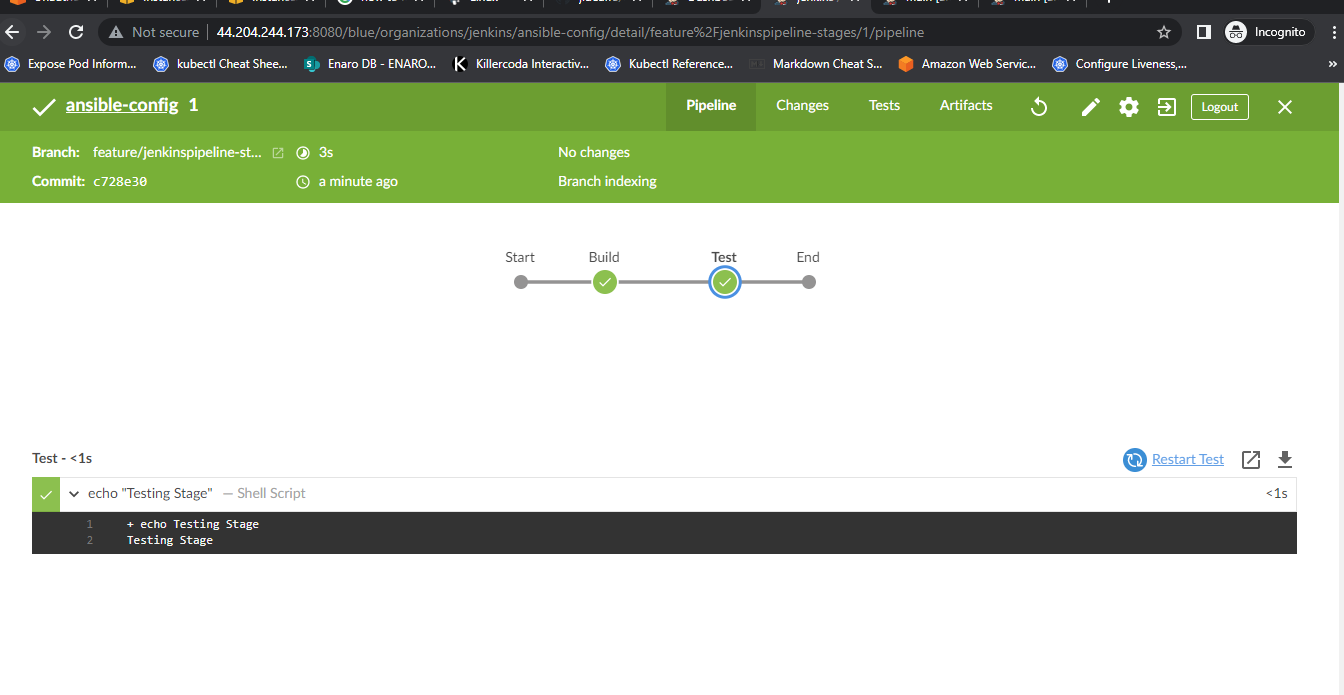 Not secure 44.204.244.173:8080/blue/organizations/jenkins/ansible-config/detail/feature%2Fjenkinspipeline-stages/1/pipeline Incognito
Expose Pod Inform... kubectl Cheat Shee... Enaro DB - ENARO... Killercoda Interactiv... Kubectl Reference... Markdown Cheat S... Amazon Web Servic... Configure Liveness,... »
ansible-config 1 Pipeline Changes Tests Artifacts Logout
Branch: feature/jenkinspipeline-st... 3s No changes
Commit: c728e30 a minute ago Branch indexing
Start Build Test End
Test - <1s Restart Test
echo "Testing Stage" — Shell Script <1s
1 + echo Testing Stage
2 Testing Stage